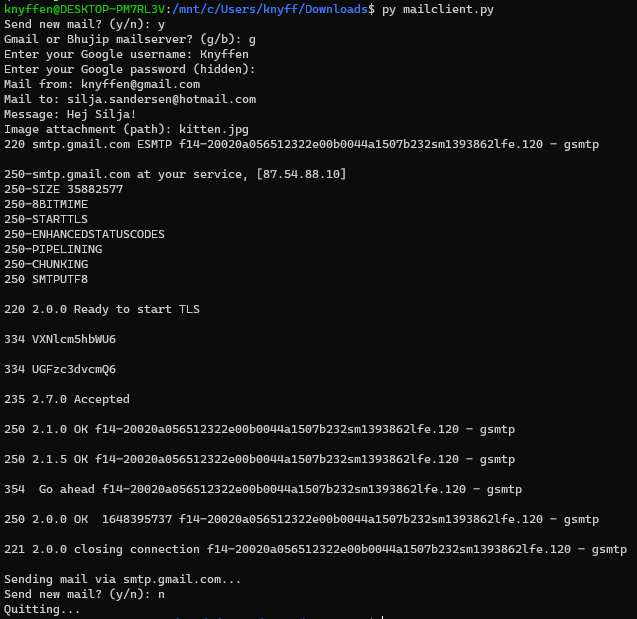 knyffen@DESKTOP-PM7RL3V:/mnt/c/Users/knyff/Downloads$ py mailclient.py
Send new mail? (y/n): y
Gmail or Bhujip mailserver? (g/b): g
Enter your Google username: Knyffen
Enter your Google password (hidden):
Mail from: knyffen@gmail.com
Mail to: silja.sandersen@hotmail.com
Message: Hej Silja!
Image attachment (path): kitten.jpg
220 smtp.gmail.com ESMTP f14-20020a056512322e00b0044a1507b232sm1393862lfe.120 - gsmtp
250-smtp.gmail.com at your service, [87.54.88.10]
250-SIZE 35882577
250-8BITMIME
250-STARTTLS
250-ENHANCEDSTATUSCODES
250-PIPELINING
250-CHUNKING
250 SMTPUTF8
220 2.0.0 Ready to start TLS
334 VXNlcm5hbWU6
334 UGFzc3dvcmQ6
235 2.7.0 Accepted
250 2.1.0 OK f14-20020a056512322e00b0044a1507b232sm1393862lfe.120 - gsmtp
250 2.1.5 OK f14-20020a056512322e00b0044a1507b232sm1393862lfe.120 - gsmtp
354  Go ahead f14-20020a056512322e00b0044a1507b232sm1393862lfe.120 - gsmtp
250 2.0.0 OK  1648395737 f14-20020a056512322e00b0044a1507b232sm1393862lfe.120 - gsmtp
221 2.0.0 closing connection f14-20020a056512322e00b0044a1507b232sm1393862lfe.120 - gsmtp
Sending mail via smtp.gmail.com...
Send new mail? (y/n): n
Quitting...